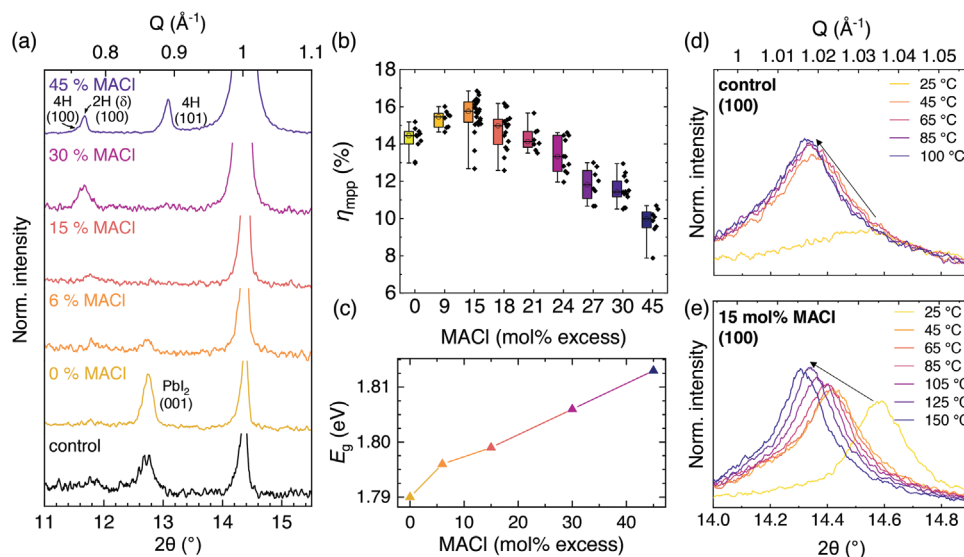 (a)
Q (Å⁻¹)
0.8 0.9 1 1.1
45 % MACl
4H
(100)
2H (δ)
(100)
4H
(101)
30 % MACl
15 % MACl
6 % MACl
0 % MACl
PbI₂
(001)
control
Norm. intensity
11 12 13 14 15
2θ (°)
(b)
18
16
14
12
10
8
6
ηmpp (%)
0 9 15 18 21 24 27 30 45
MACl (mol% excess)
(c)
1.81
1.80
1.79
Eg (eV)
0 10 20 30 40
MACl (mol% excess)
(d)
Q (Å⁻¹)
1 1.01 1.02 1.03 1.04 1.05
control
(100)
25 °C
45 °C
65 °C
85 °C
100 °C
Norm. intensity
(e)
15 mol% MACl
(100)
25 °C
45 °C
65 °C
85 °C
105 °C
125 °C
150 °C
Norm. intensity
14.0 14.2 14.4 14.6 14.8
2θ (°)